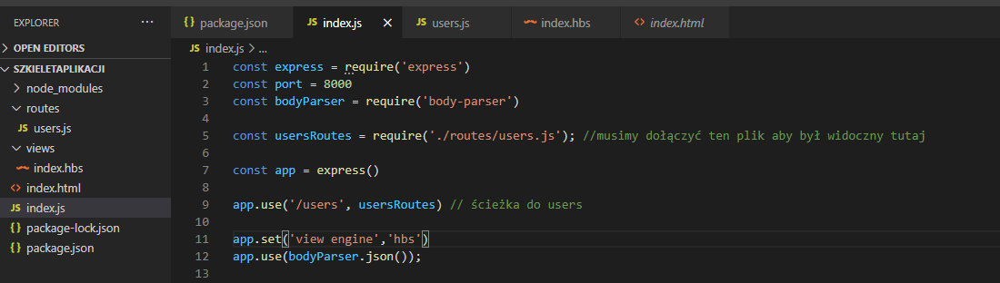 EXPLORER
···
OPEN EDITORS
SZKIELETAPLIKACJI
node_modules
routes
JS users.js
views
index.hbs
<> index.html
JS index.js
{} package-lock.json
{} package.json
{} package.json
JS index.js ×
JS users.js
index.hbs
<> index.html
JS index.js > ...
1 const express = require('express')
2 const port = 8000
3 const bodyParser = require('body-parser')
4
5 const usersRoutes = require('./routes/users.js'); //musimy dołączyć ten plik aby był widoczny tutaj
6
7 const app = express()
8
9 app.use('/users', usersRoutes) // ścieżka do users
10
11 app.set('view engine','hbs')
12 app.use(bodyParser.json());
13